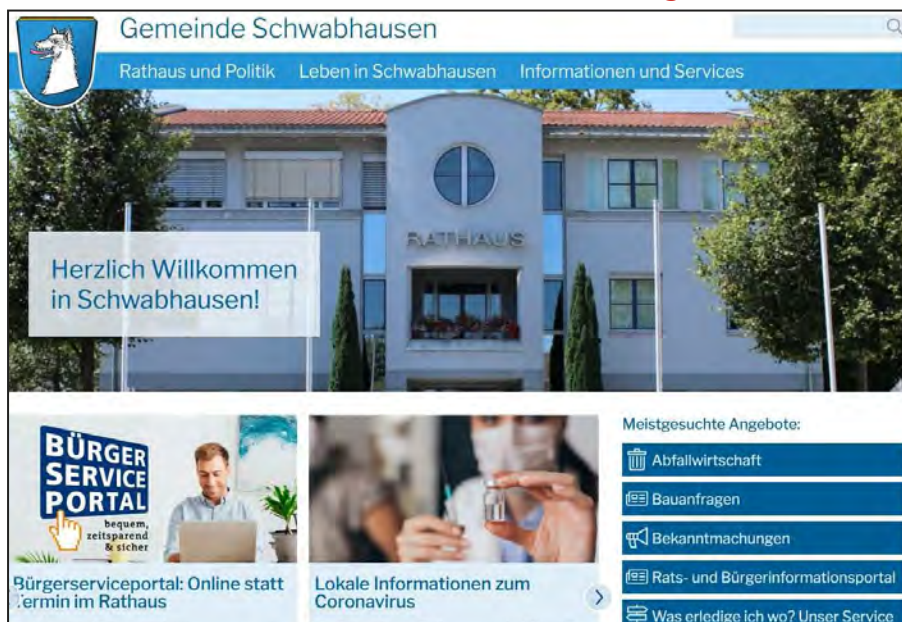 Gemeinde Schwabhausen
Rathaus und Politik Leben in Schwabhausen Informationen und Services
RATHAUS
Herzlich Willkommen
in Schwabhausen!
BÜRGER
SERVICE
PORTAL
bequem,
zeitsparend
& sicher
Bürgerserviceportal: Online statt
Termin im Rathaus
Lokale Informationen zum
Coronavirus
Meistgesuchte Angebote:
Abfallwirtschaft
Bauanfragen
Bekanntmachungen
Rats- und Bürgerinformationsportal
Was erledige ich wo? Unser Service